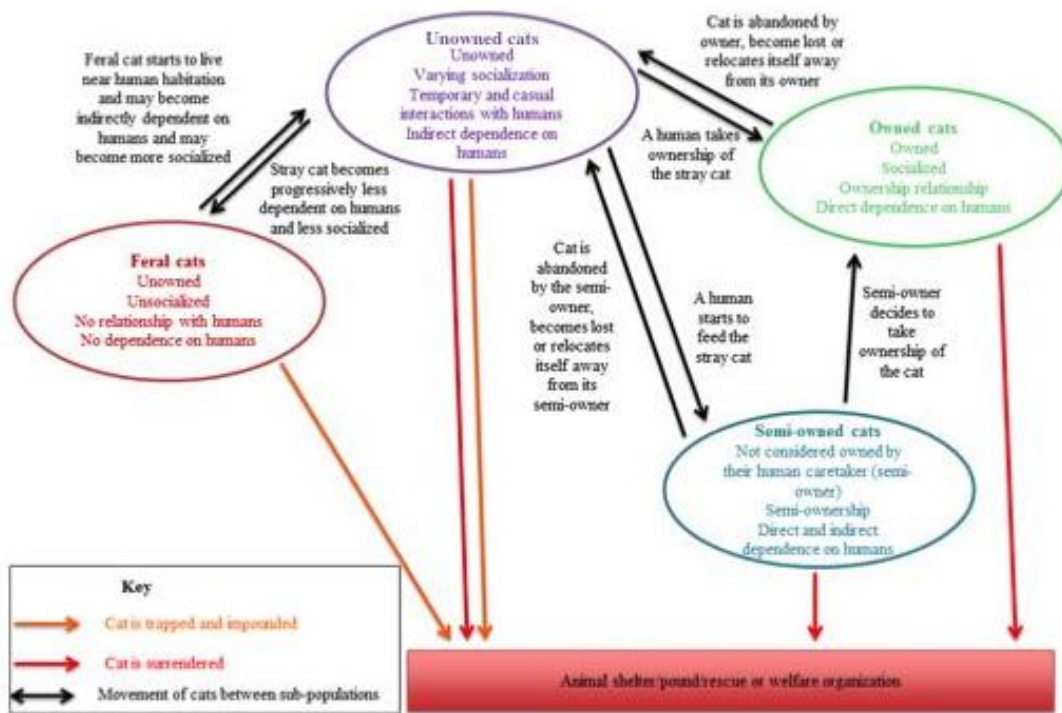 Unowned cats
Unowned
Varying socialization
Temporary and casual
interactions with humans
Indirect dependence on
humans
Cat is abandoned by
owner, become lost or
relocates itself away
from its owner
Feral cat starts to live
near human habitation
and may become
indirectly dependent on
humans and may
become more socialized
A human takes
ownership of
the stray cat
Owned cats
Owned
Socialized
Ownership relationship
Direct dependence on humans
Stray cat becomes
progressively less
dependent on humans
and less socialized
Feral cats
Unowned
Unsocialized
No relationship with humans
No dependence on humans
Cat is
abandoned
by the semi-
owner,
becomes lost
or relocates
itself away
from its
semi-owner
A human
starts to
feed the
stray cat
Semi-owner
decides to
take
ownership of
the cat
Semi-owned cats
Not considered owned by
their human caretaker (semi-
owner)
Semi-ownership
Direct and indirect
dependence on humans
Key
Cat is trapped and impounded
Cat is surrendered
Movement of cats between sub-populations
Animal shelter/pound/rescue or welfare organization